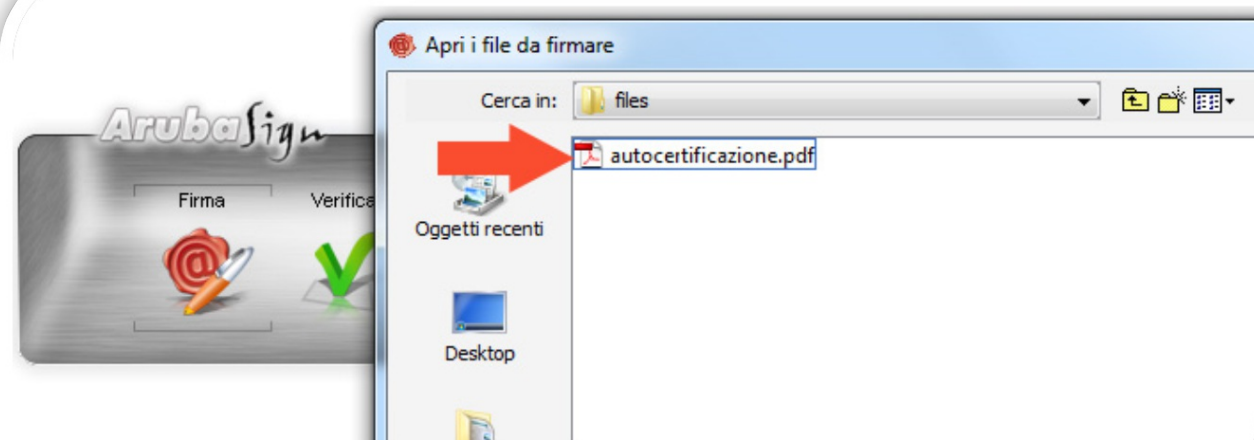 Apri i file da firmare
Cerca in:
files
ArubaSign
Firma
Verifica
autocertificazione.pdf
Oggetti recenti
Desktop